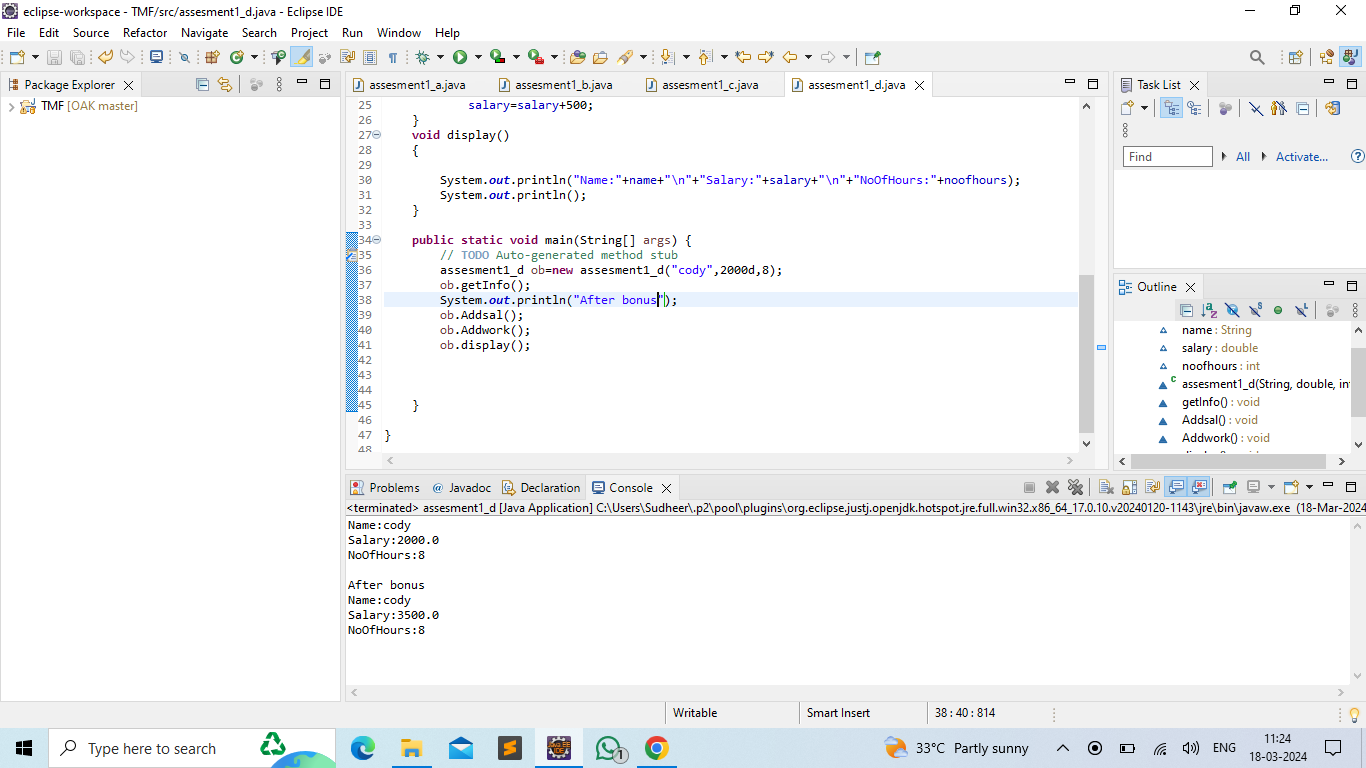 eclipse-workspace - TMF/src/assesment1_d.java - Eclipse IDE
File Edit Source Refactor Navigate Search Project Run Window Help
Package Explorer
TMF [OAK master]
assesment1_a.java assesment1_b.java assesment1_c.java assesment1_d.java
25 salary=salary+500;
26 }
27 void display()
28 {
29
30 System.out.println("Name:"+name+"\n"+"Salary:"+salary+"\n"+"NoOfHours:"+noofhours);
31 System.out.println();
32 }
33
34 public static void main(String[] args) {
35 // TODO Auto-generated method stub
36 assesment1_d ob=new assesment1_d("cody",2000d,8);
37 ob.getInfo();
38 System.out.println("After bonus");
39 ob.Addsal();
40 ob.Addwork();
41 ob.display();
42
43
44
45 }
46
47 }
48
Task List
Find All Activate...
Outline
name : String
salary : double
noofhours : int
assesment1_d(String, double, in
getInfo() : void
Addsal() : void
Addwork() : void
Problems @ Javadoc Declaration Console
<terminated> assesment1_d [Java Application] C:\Users\Sudheer\.p2\pool\plugins\org.eclipse.justj.openjdk.hotspot.jre.full.win32.x86_64_17.0.10.v20240120-1143\jre\bin\javaw.exe (18-Mar-2024
Name:cody
Salary:2000.0
NoOfHours:8

After bonus
Name:cody
Salary:3500.0
NoOfHours:8
Writable Smart Insert 38 : 40 : 814
Type here to search
1
33°C Partly sunny
ENG
11:24
18-03-2024